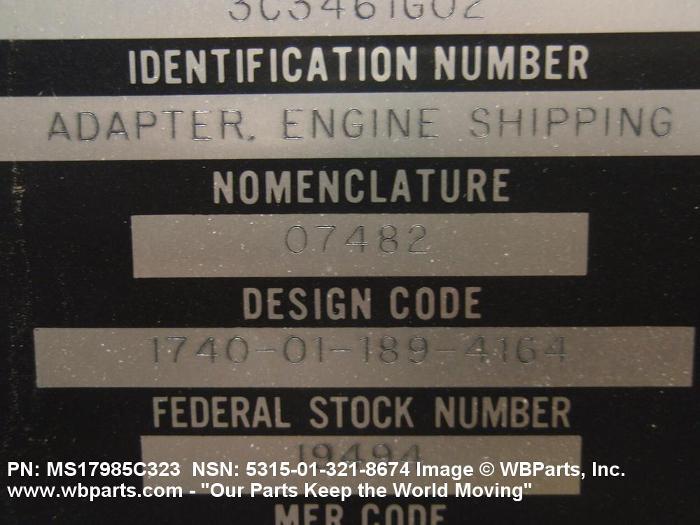 3C3461G02
IDENTIFICATION NUMBER
ADAPTER. ENGINE SHIPPING
NOMENCLATURE
07482
DESIGN CODE
1740-01-189-4164
FEDERAL STOCK NUMBER
19494
PN: MS17985C323 NSN: 5315-01-321-8674 Image © WBParts, Inc.
www.wbparts.com - "Our Parts Keep the World Moving"
MFR CODE